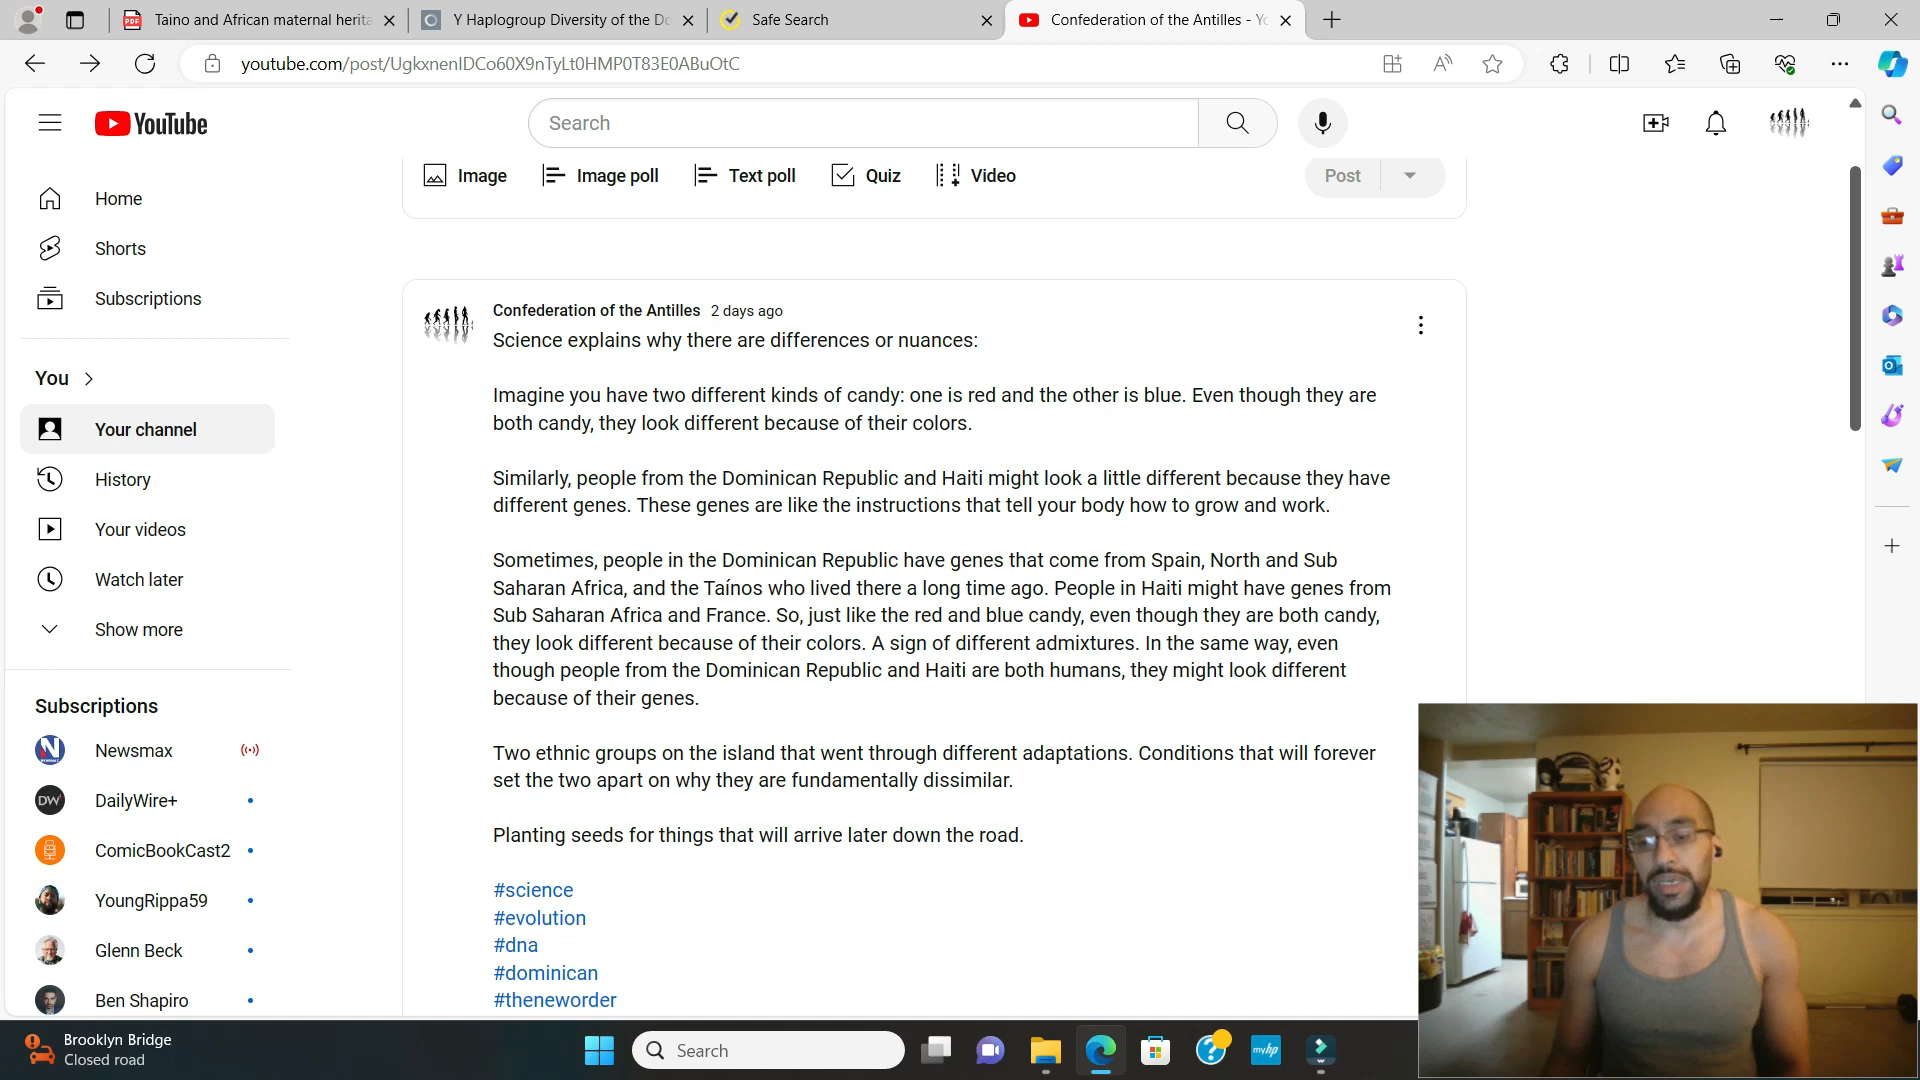 Taino and African maternal herita
Y Haplogroup Diversity of the Do
Safe Search
Confederation of the Antilles - Yo
youtube.com/post/UgkxnenIDCo60X9nTyLt0HMP0T83E0ABuOtC
YouTube
Search
Image
Image poll
Text poll
Quiz
Video
Post
Home
Shorts
Subscriptions
You
Your channel
History
Your videos
Watch later
Show more
Subscriptions
Newsmax
DailyWire+
ComicBookCast2
YoungRippa59
Glenn Beck
Ben Shapiro
Confederation of the Antilles 2 days ago
Science explains why there are differences or nuances:
Imagine you have two different kinds of candy: one is red and the other is blue. Even though they are
both candy, they look different because of their colors.
Similarly, people from the Dominican Republic and Haiti might look a little different because they have
different genes. These genes are like the instructions that tell your body how to grow and work.
Sometimes, people in the Dominican Republic have genes that come from Spain, North and Sub
Saharan Africa, and the Taínos who lived there a long time ago. People in Haiti might have genes from
Sub Saharan Africa and France. So, just like the red and blue candy, even though they are both candy,
they look different because of their colors. A sign of different admixtures. In the same way, even
though people from the Dominican Republic and Haiti are both humans, they might look different
because of their genes.
Two ethnic groups on the island that went through different adaptations. Conditions that will forever
set the two apart on why they are fundamentally dissimilar.
Planting seeds for things that will arrive later down the road.
#science
#evolution
#dna
#dominican
#theneworder
Brooklyn Bridge
Closed road
Search
myhp